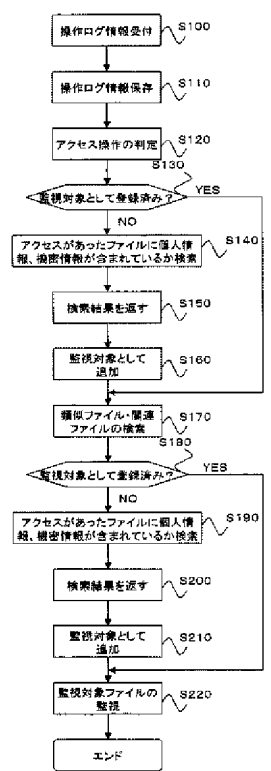 操作ログ情報受付
S100
操作ログ情報保存
S110
アクセス操作の判定
S120
S130
監視対象として登録済み？
YES
NO
アクセスがあったファイルに個人情
報、機密情報が含まれているか検索
S140
検索結果を返す
S150
監視対象として
追加
S160
類似ファイル・関連
ファイルの検索
S170
S180
監視対象として登録済み？
YES
NO
アクセスがあったファイルに個人情
報、機密情報が含まれているか検索
S190
検索結果を返す
S200
監視対象として
追加
S210
監視対象ファイルの
監視
S220
エンド